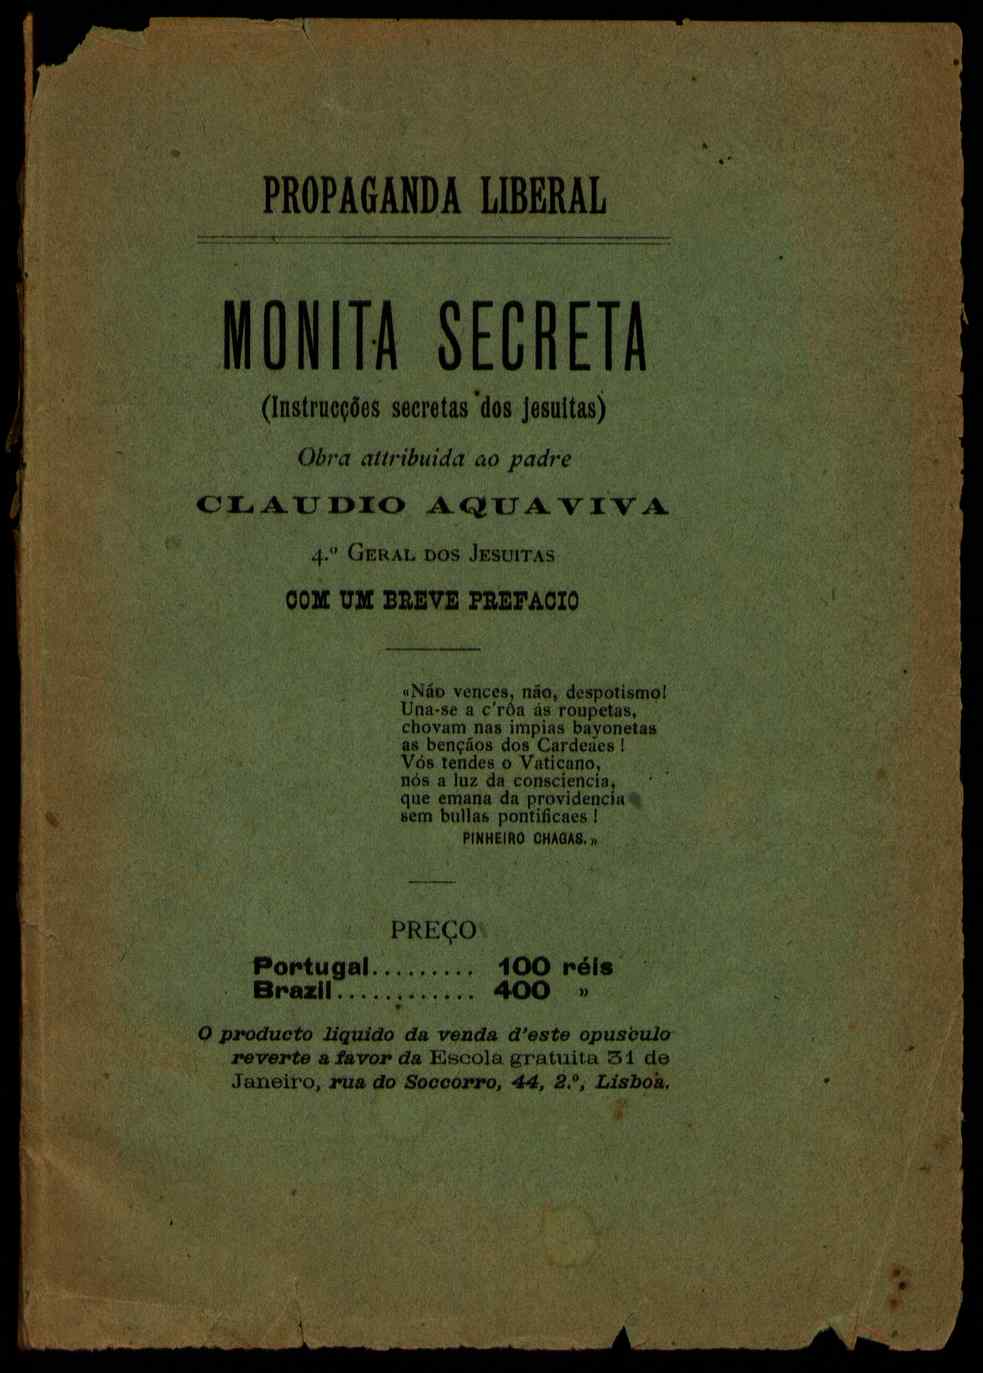 PROPAGANDA LIBERAL
MONITA SECRETA
(Instrucções secretas dos jesuitas)
Obra attribuida ao padre
CLAUDIO AQUAVIVA
4.º GERAL DOS JESUITAS
COM UM BREVE PREFACIO
«Não vences, não, despotismo!
Una-se a c'rôa ás roupetas,
chovam nas impias bayonetas
as bençãos dos Cardeaes!
Vós tendes o Vaticano,
nós a luz da consciencia,
que emana da providencia
sem bullas pontificaes!
PINHEIRO CHAGAS.»
PREÇO
Portugal......... 100 réis
Brazil............ 400 »
O producto liquido da venda d'este opusculo
reverte a favor da Escola gratuita 31 de
Janeiro, rua do Soccorro, 44, 2.º, Lisboa.